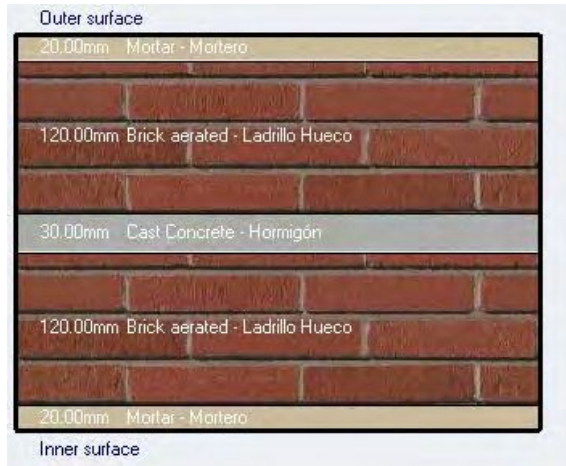 Outer surface
20.00mm Mortar - Mortero
120.00mm Brick aerated - Ladrillo Hueco
30.00mm Cast Concrete - Hormigón
120.00mm Brick aerated - Ladrillo Hueco
20.00mm Mortar - Mortero
Inner surface